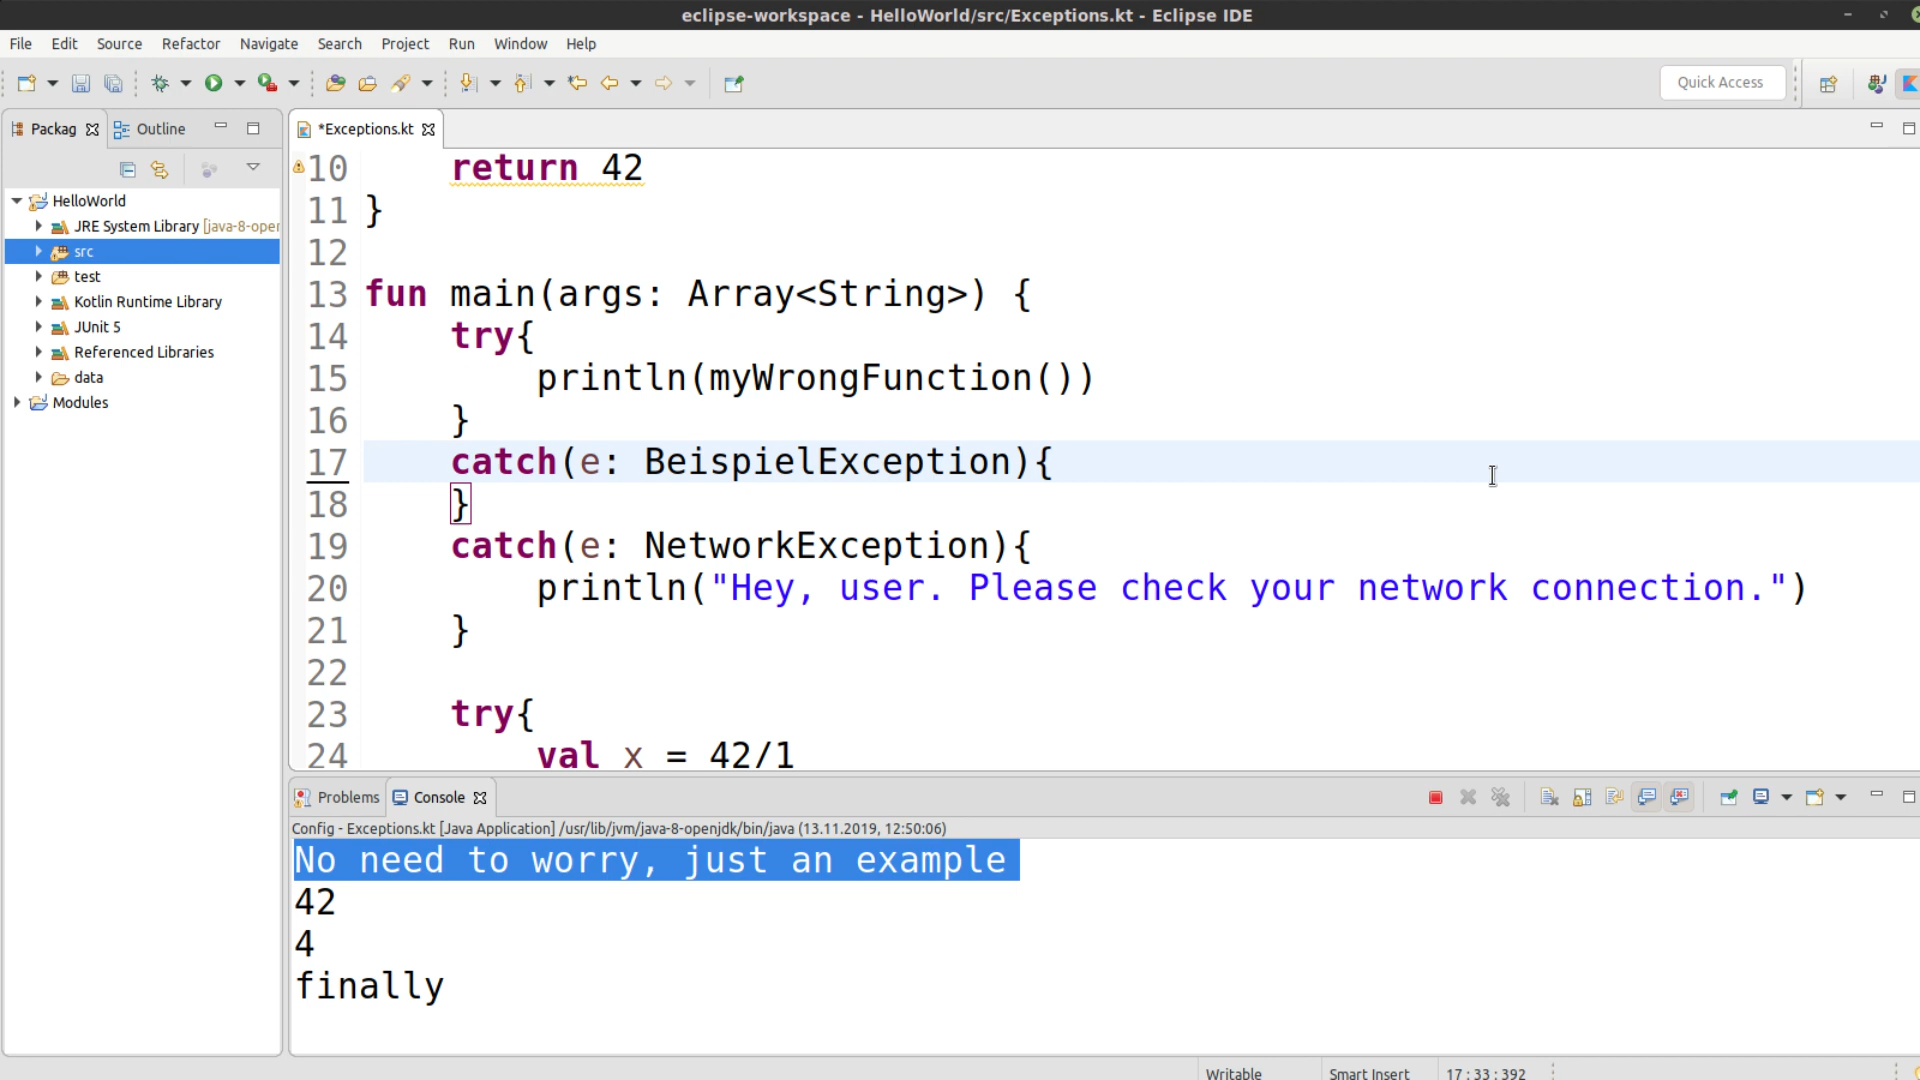 eclipse-workspace - HelloWorld/src/Exceptions.kt - Eclipse IDE
File Edit Source Refactor Navigate Search Project Run Window Help
Quick Access
Packag Outline
*Exceptions.kt
HelloWorld
JRE System Library [java-8-oper
src
test
Kotlin Runtime Library
JUnit 5
Referenced Libraries
data
Modules
10 return 42
11 }
12
13 fun main(args: Array<String>) {
14 try{
15 println(myWrongFunction())
16 }
17 catch(e: BeispielException){
18 }
19 catch(e: NetworkException){
20 println("Hey, user. Please check your network connection.")
21 }
22
23 try{
24 val x = 42/1
Problems Console
Config - Exceptions.kt [Java Application] /usr/lib/jvm/java-8-openjdk/bin/java (13.11.2019, 12:50:06)
No need to worry, just an example
42
4
finally
Writable Smart Insert 17 : 33 : 392